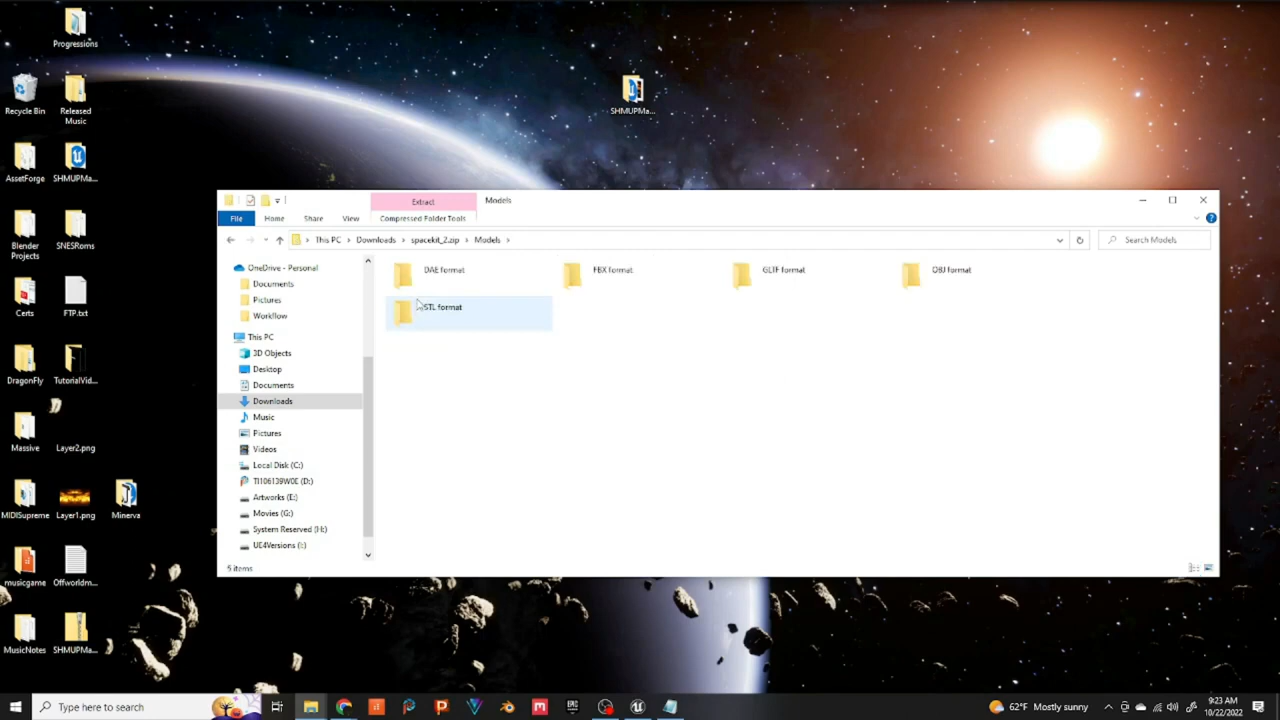 Progressions
Recycle Bin
Released
Music
AssetForge
SHMUPMa...
Blender
Projects
SNESRoms
Certs
FTP.txt
DragonFly
TutorialVid...
Massive
Layer2.png
MIDISupreme
Layer1.png
Minerva
musicgame
Offworldm...
MusicNotes
SHMUPMa...
SHMUPMa...
Extract
Models
File
Home
Share
View
Compressed Folder Tools
This PC
Downloads
spacekit_2.zip
Models
Search Models
OneDrive - Personal
Documents
Pictures
Workflow
This PC
3D Objects
Desktop
Documents
Downloads
Music
Pictures
Videos
Local Disk (C:)
TI106139W0E (D:)
Artworks (E:)
Movies (G:)
System Reserved (H:)
UE4Versions (I:)
DAE format
FBX format
GLTF format
OBJ format
STL format
5 items
Type here to search
62°F Mostly sunny
9:23 AM
10/22/2022